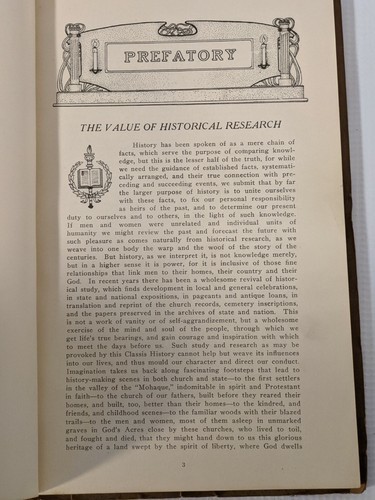 PREFATORY
THE VALUE OF HISTORICAL RESEARCH
History has been spoken of as a mere chain of
facts, which serve the purpose of comparing knowl-
edge, but this is the lesser half of the truth, for while
we need the guidance of established facts, systemati-
cally arranged, and their true connection with pre-
ceding and succeeding events, we submit that by far
the larger purpose of history is to unite ourselves
with these facts, to fix our personal responsibility
as heirs of the past, and to determine our present
duty to ourselves and to others, in the light of such knowledge.
If men and women were unrelated and individual units of
humanity we might review the past and forecast the future with
such pleasure as comes naturally from historical research, as we
weave into one body the warp and the woof of the story of the
centuries. But history, as we interpret it, is not knowledge merely,
but in a higher sense it is power, for it is inclusive of those fine
relationships that link men to their homes, their country and their
God. In recent years there has been a wholesome revival of histor-
ical study, which finds development in local and general celebrations,
in state and national expositions, in pageants and antique loans, in
translation and reprint of the church records, cemetery inscriptions,
and the papers preserved in the archives of state and nation. This
is not a work of vanity or of self-aggrandizement, but a wholesome
exercise of the mind and soul of the people, through which we
get life's true bearings, and gain courage and inspiration with which
to meet the days before us. Such study and research as may be
provoked by this Classis History cannot help but weave its influences
into our lives, and thus mould our character and direct our conduct.
Imagination takes us back along fascinating footsteps that lead to
history-making scenes in both church and state—to the first settlers
in the valley of the "Mohaque," indomitable in spirit and Protestant
in faith—to the church of our fathers, built before they reared their
homes, and built, too, better than their homes—to the kindred, and
friends, and childhood scenes—to the familiar woods with their blazed
trails—to the men and women, most of them asleep in unmarked
graves in God's Acres close by these churches, who lived to toil,
and fought and died, that they might hand down to us this glorious
heritage of a land swept by the spirit of liberty, where God dwells
3